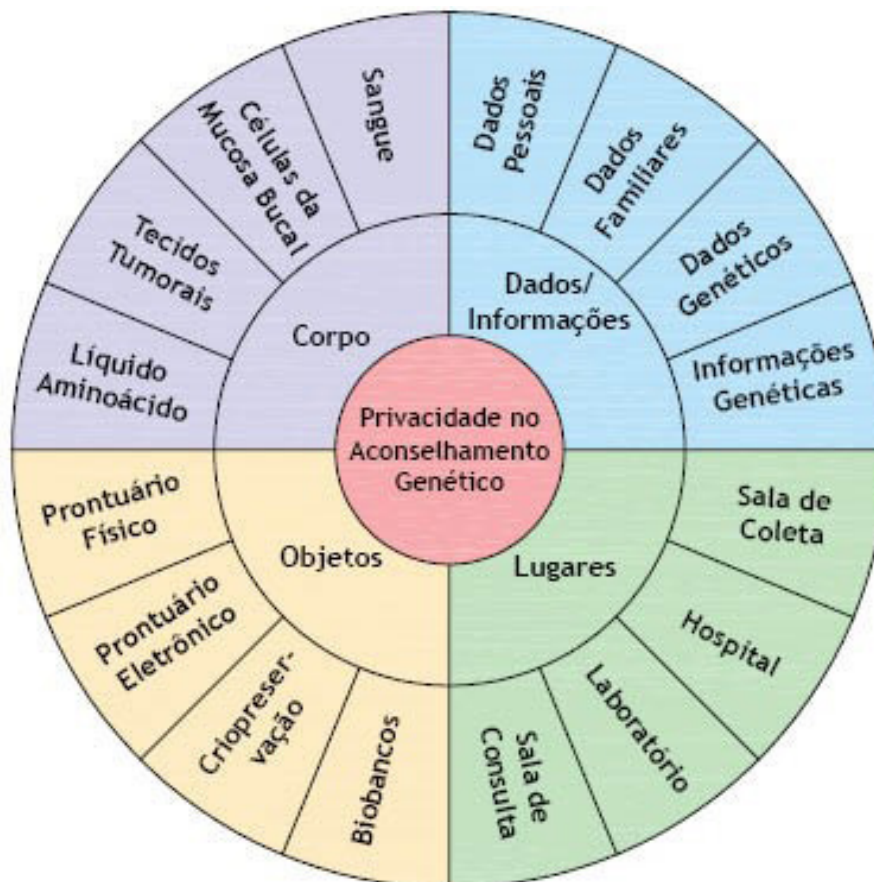 Sangue
Células da
Mucosa Bucal
Tecidos
Tumorais
Líquido
Aminoácido
Corpo
Dados
Pessoais
Dados
Familiares
Dados
Genéticos
Informações
Genéticas
Dados/
Informações
Privacidade no
Aconselhamento
Genético
Prontuário
Físico
Prontuário
Eletrônico
Criopreser-
vação
Biobancos
Objetos
Lugares
Sala de
Coleta
Hospital
Laboratório
Sala de
Consulta